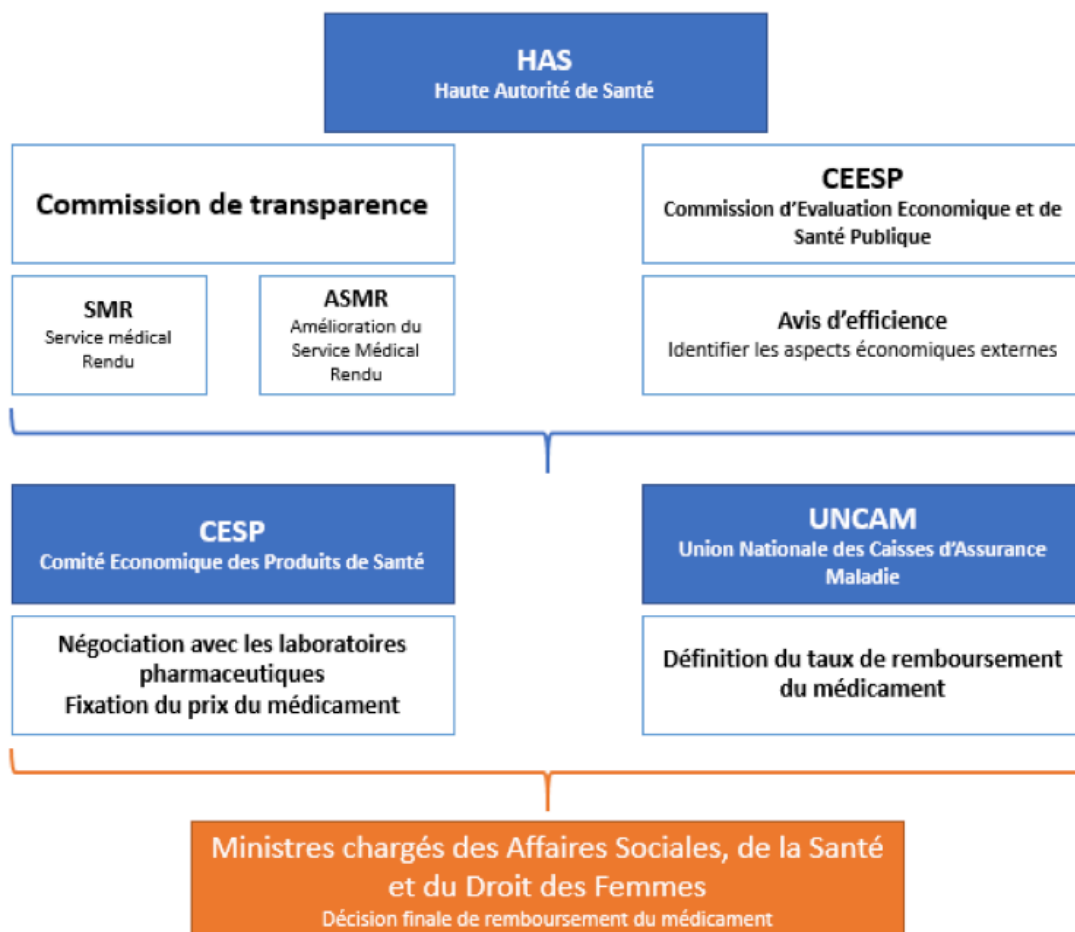 HAS
Haute Autorité de Santé
Commission de transparence
CEESP
Commission d'Evaluation Economique et de
Santé Publique
SMR
Service médical
Rendu
ASMR
Amélioration du
Service Médical
Rendu
Avis d'efficience
Identifier les aspects économiques externes
CESP
Comité Economique des Produits de Santé
UNCAM
Union Nationale des Caisses d'Assurance
Maladie
Négociation avec les laboratoires
pharmaceutiques
Fixation du prix du médicament
Définition du taux de remboursement
du médicament
Ministres chargés des Affaires Sociales, de la Santé
et du Droit des Femmes
Décision finale de remboursement du médicament